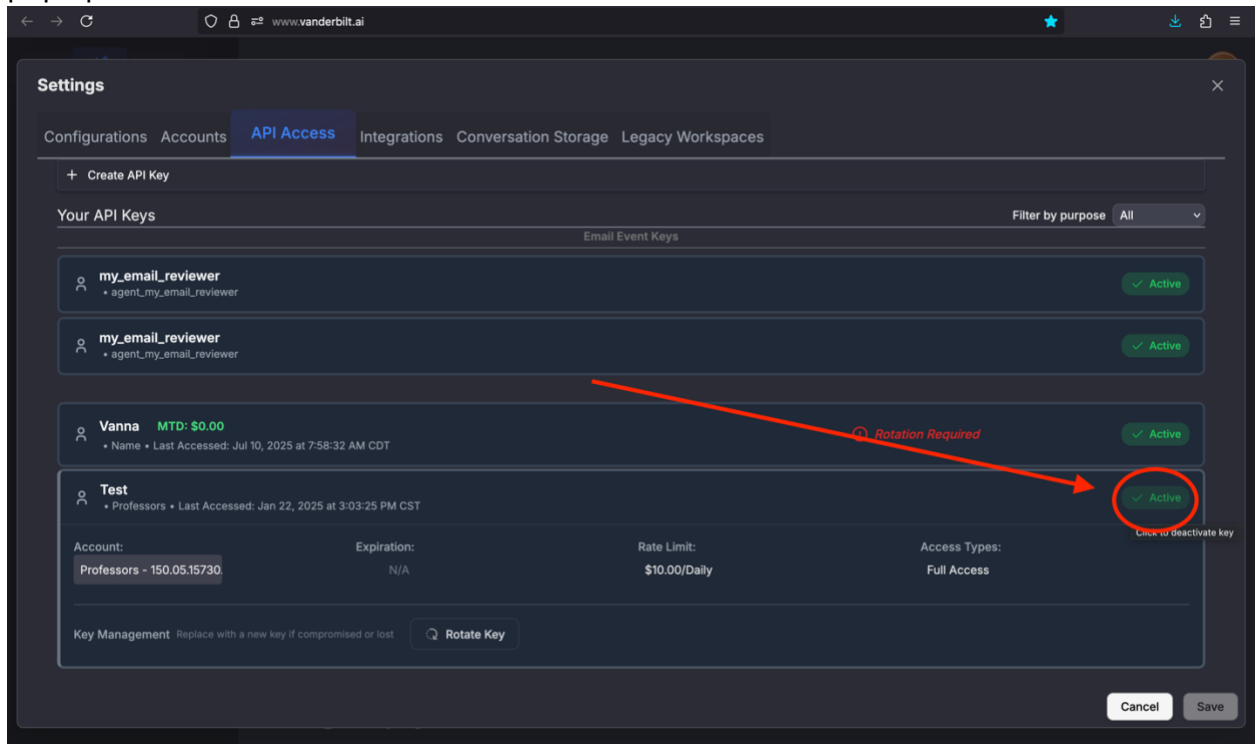 www.vanderbilt.ai
Settings
Configurations Accounts API Access Integrations Conversation Storage Legacy Workspaces
+ Create API Key
Your API Keys Filter by purpose All
Email Event Keys
my_email_reviewer
• agent_my_email_reviewer Active
my_email_reviewer
• agent_my_email_reviewer Active
Vanna MTD: $0.00
• Name • Last Accessed: Jul 10, 2025 at 7:58:32 AM CDT Rotation Required Active
Test
• Professors • Last Accessed: Jan 22, 2025 at 3:03:25 PM CST Active
Click to deactivate key
Account: Expiration: Rate Limit: Access Types:
Professors - 150.05.15730. N/A $10.00/Daily Full Access
Key Management Replace with a new key if compromised or lost Rotate Key
Cancel Save